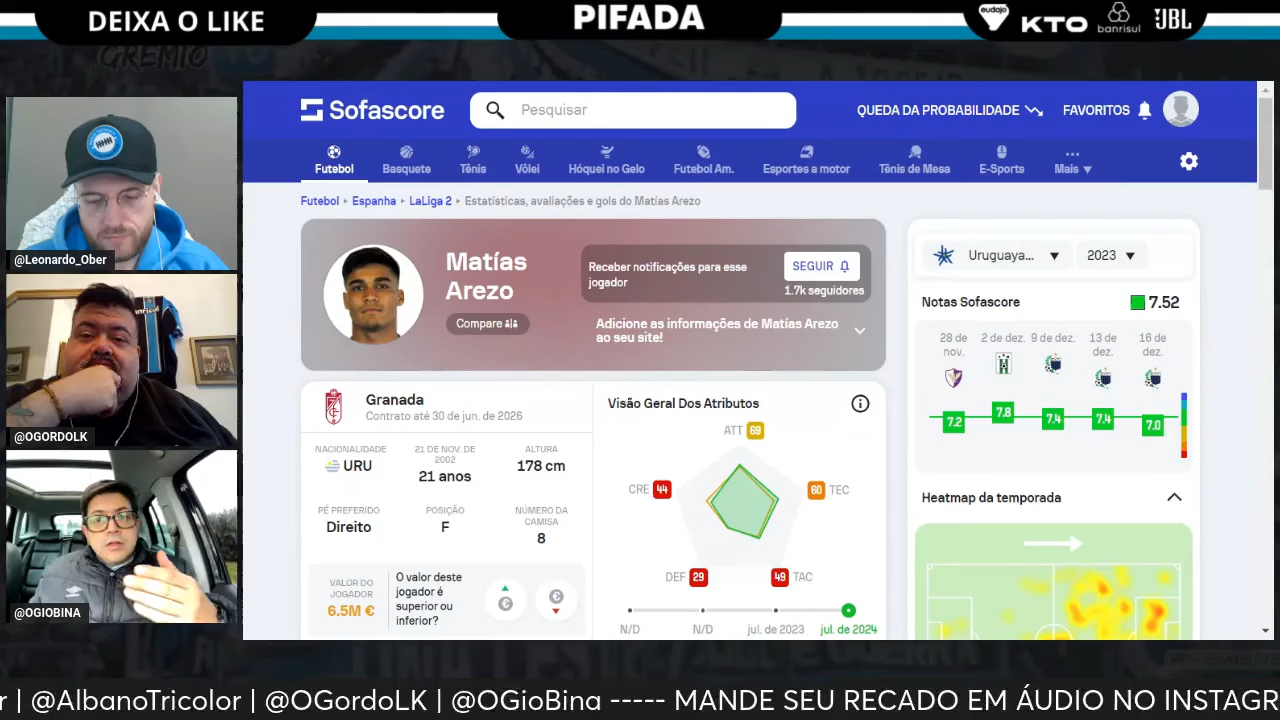 DEIXA O LIKE
PIFADA
eudajo
KTO
banrisul
JBL
GRÊMIO
Sofascore
Pesquisar
QUEDA DA PROBABILIDADE
FAVORITOS
Futebol
Basquete
Tênis
Vôlei
Hóquei no Gelo
Futebol Am.
Esportes a motor
Tênis de Mesa
E-Sports
Mais
Futebol
Espanha
LaLiga 2
Estatísticas, avaliações e gols do Matías Arezo
Matías
Arezo
Compare
Receber notificações para esse
jogador
SEGUIR
1.7k seguidores
Adicione as informações de Matías Arezo
ao seu site!
Uruguaya...
2023
Notas Sofascore
7.52
28 de
nov.
2 de dez.
9 de dez.
13 de
dez.
16 de
dez.
7.2
7.8
7.4
7.4
7.0
Heatmap da temporada
Granada
Contrato até 30 de jun. de 2026
NACIONALIDADE
URU
21 DE NOV. DE
2002
21 anos
ALTURA
178 cm
PÉ PREFERIDO
Direito
POSIÇÃO
F
NÚMERO DA
CAMISA
8
VALOR DO
JOGADOR
6.5M €
O valor deste
jogador é
superior ou
inferior?
Visão Geral Dos Atributos
ATT 69
CRE 44
60 TEC
DEF 29
49 TAC
N/D
N/D
jul. de 2023
jul. de 2024
@Leonardo_Ober
@OGORDOLK
@OGIOBINA
r | @AlbanoTricolor | @OGordoLK | @OGioBina ----- MANDE SEU RECADO EM ÁUDIO NO INSTAGR